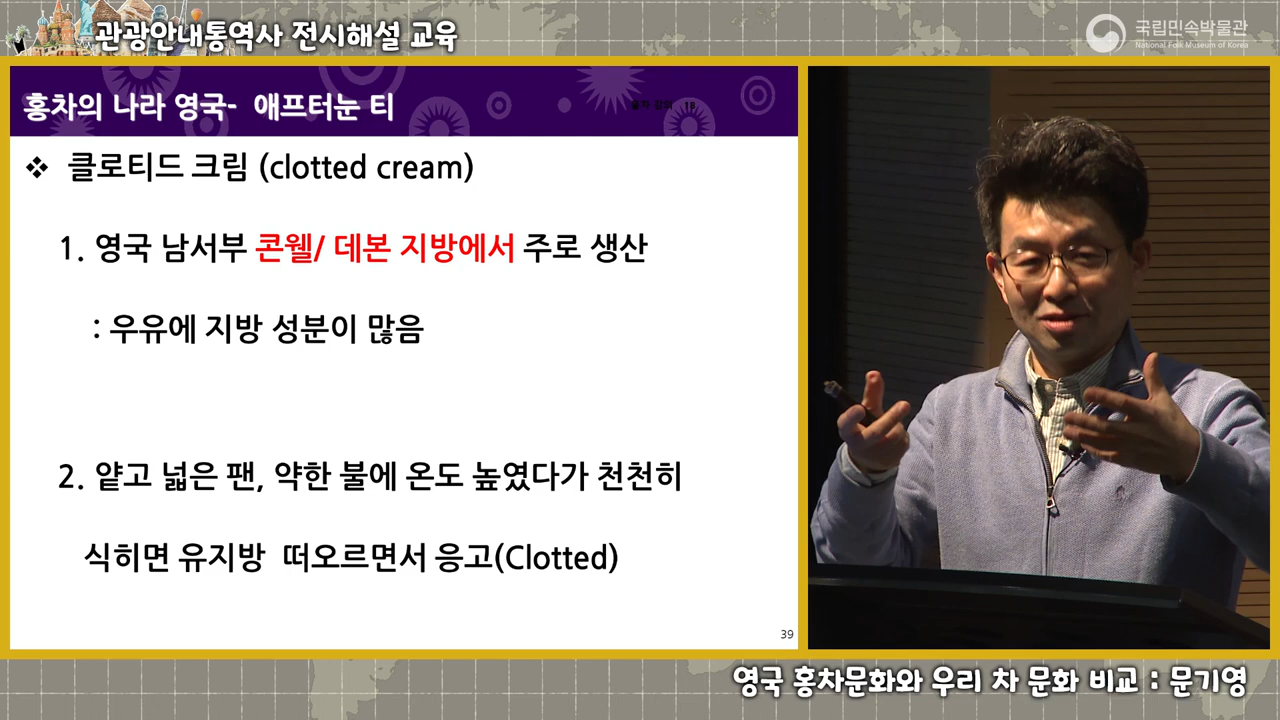 관광안내통역사 전시해설 교육
국립민속박물관
National Folk Museum of Korea
홍차의 나라 영국- 애프터눈 티
홍차 강의 18
❖ 클로티드 크림 (clotted cream)
1. 영국 남서부 콘웰/ 데본 지방에서 주로 생산
: 우유에 지방 성분이 많음
2. 얕고 넓은 팬, 약한 불에 온도 높였다가 천천히
식히면 유지방 떠오르면서 응고(Clotted)
39
영국 홍차문화와 우리 차 문화 비교 : 문기영